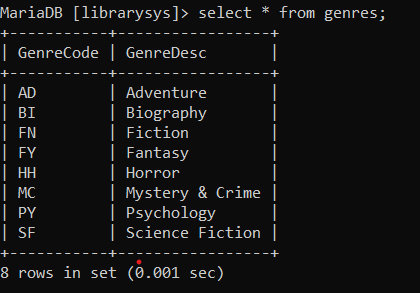 MariaDB [librarysys]> select * from genres;
+-----------+-----------------+
| GenreCode | GenreDesc       |
+-----------+-----------------+
| AD        | Adventure       |
| BI        | Biography       |
| FN        | Fiction         |
| FY        | Fantasy         |
| HH        | Horror          |
| MC        | Mystery & Crime |
| PY        | Psychology      |
| SF        | Science Fiction |
+-----------+-----------------+
8 rows in set (0.001 sec)